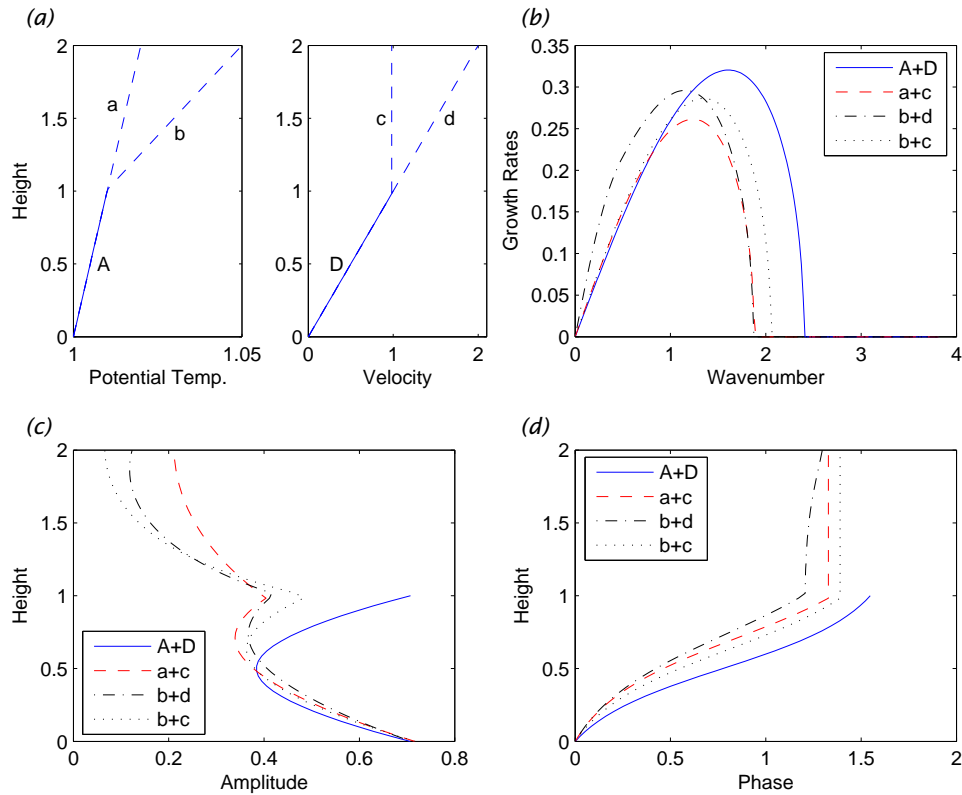 (a)
2
1.5
1
0.5
0
Height
a
b
A
1
1.05
Potential Temp.
2
1.5
1
0.5
0
c
d
D
0
1
2
Velocity
(b)
0.35
0.3
0.25
0.2
0.15
0.1
0.05
0
Growth Rates
A+D
a+c
b+d
b+c
0
1
2
3
4
Wavenumber
(c)
2
1.5
1
0.5
0
Height
A+D
a+c
b+d
b+c
0
0.2
0.4
0.6
0.8
Amplitude
(d)
2
1.5
1
0.5
0
Height
A+D
a+c
b+d
b+c
0
0.5
1
1.5
2
Phase